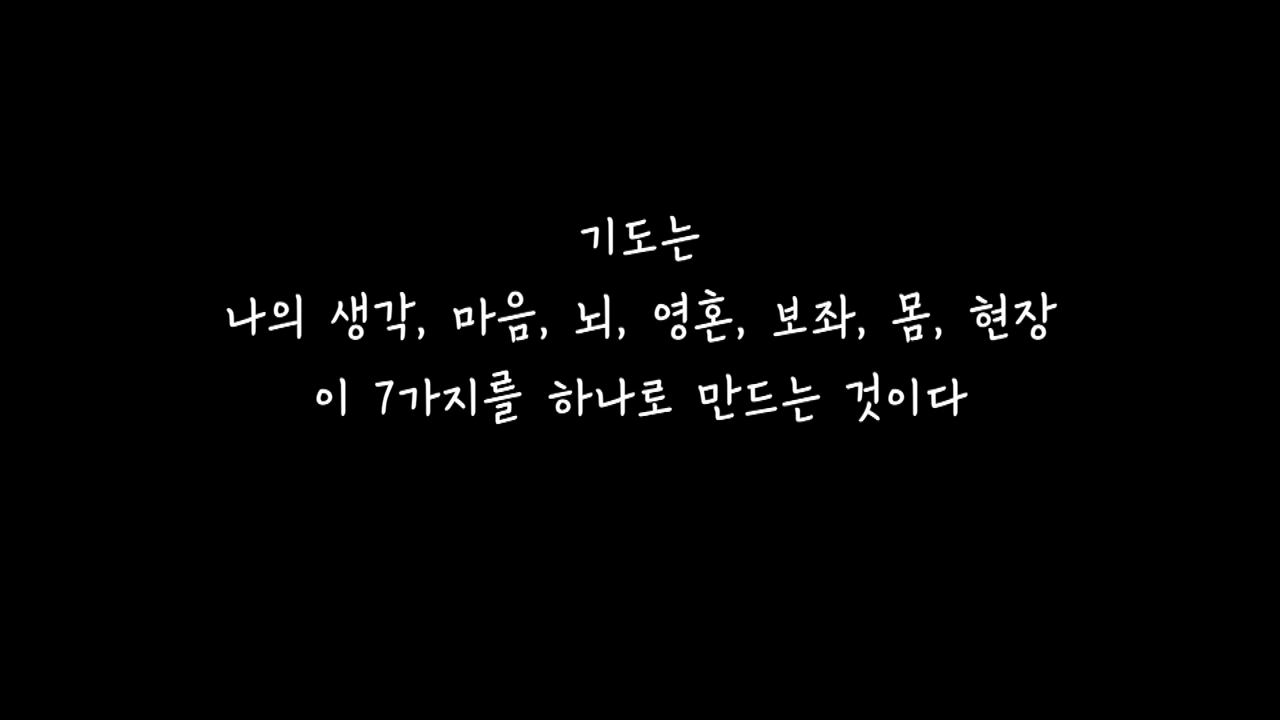 기도는
나의 생각, 마음, 뇌, 영혼, 보좌, 몸, 현장
이 7가지를 하나로 만드는 것이다